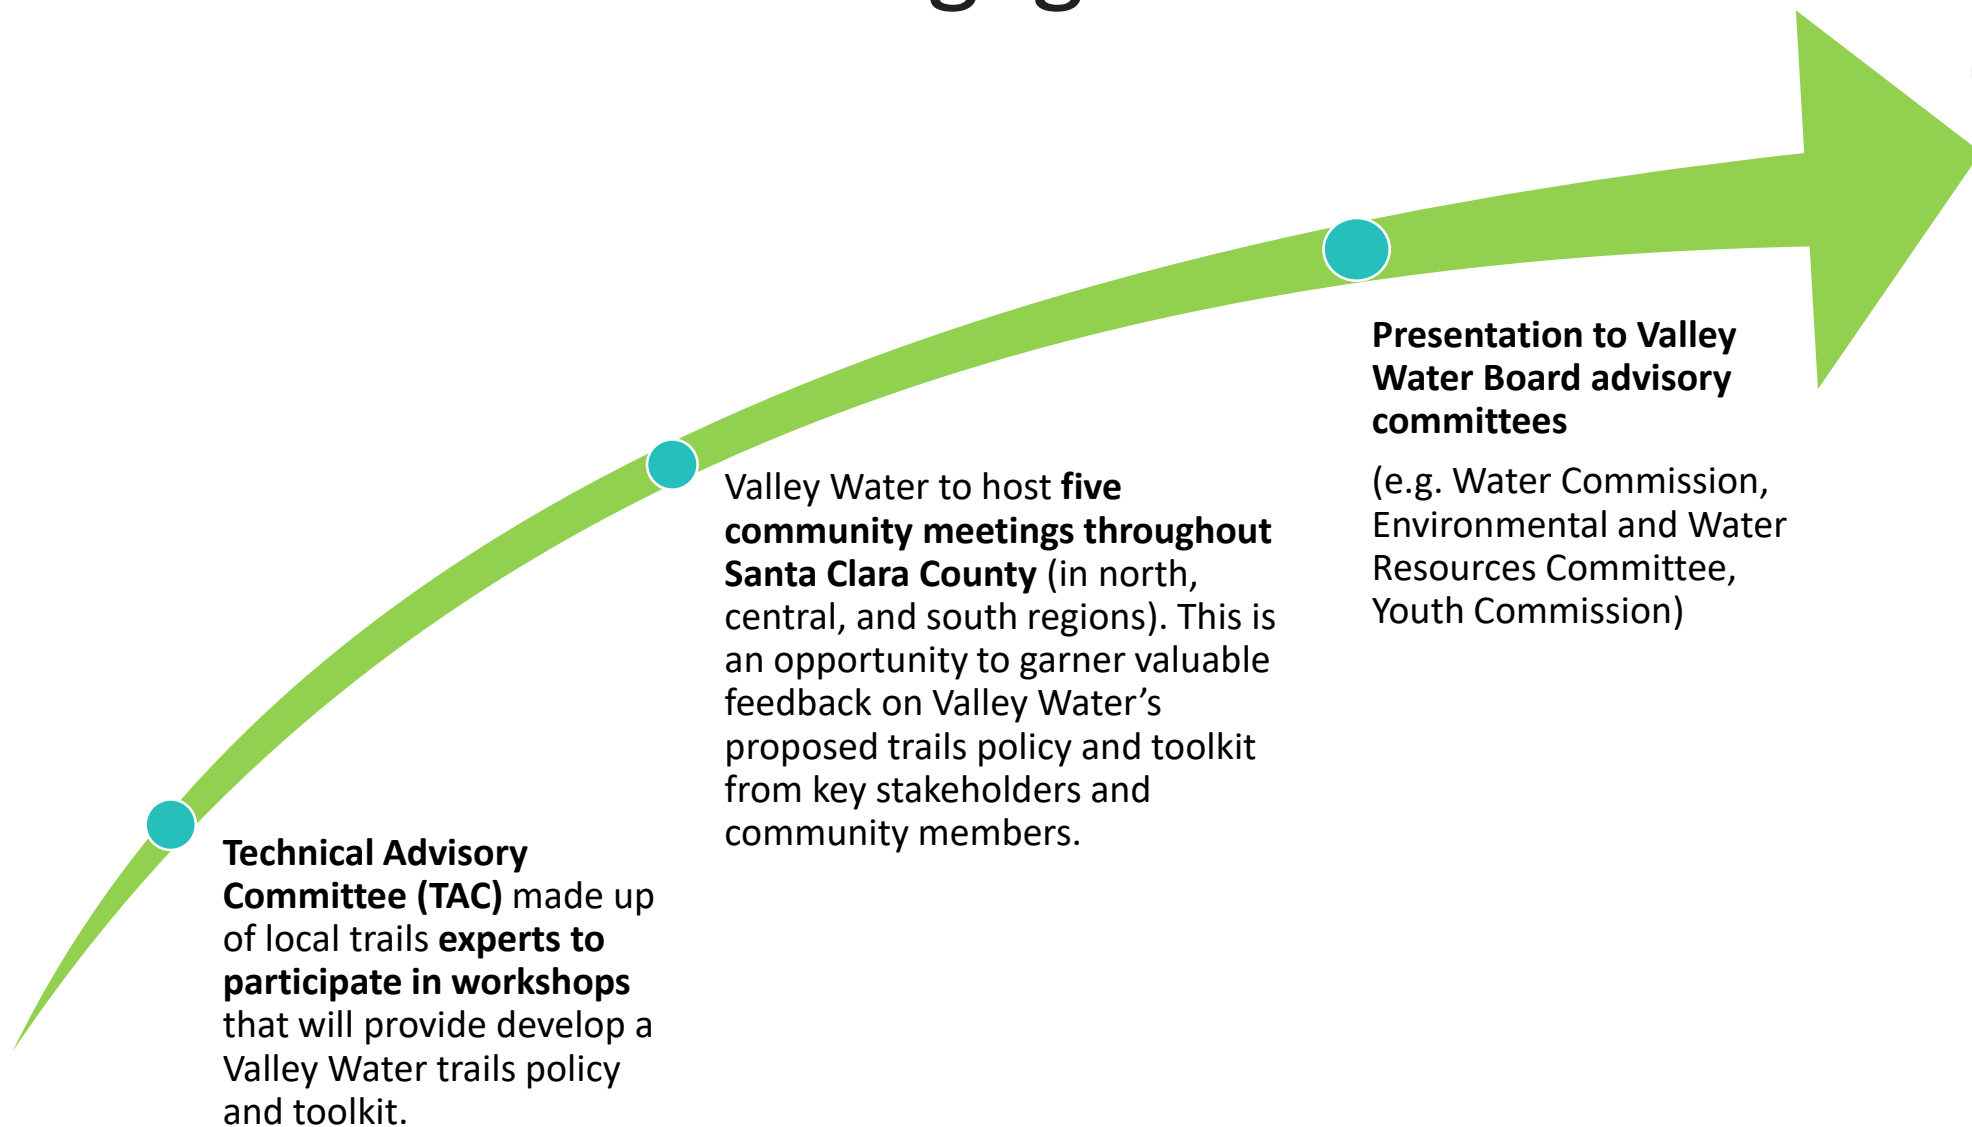 Technical Advisory
Committee (TAC) made up
of local trails experts to
participate in workshops
that will provide develop a
Valley Water trails policy
and toolkit.
Valley Water to host five
community meetings throughout
Santa Clara County (in north,
central, and south regions). This is
an opportunity to garner valuable
feedback on Valley Water’s
proposed trails policy and toolkit
from key stakeholders and
community members.
Presentation to Valley
Water Board advisory
committees
(e.g. Water Commission,
Environmental and Water
Resources Committee,
Youth Commission)